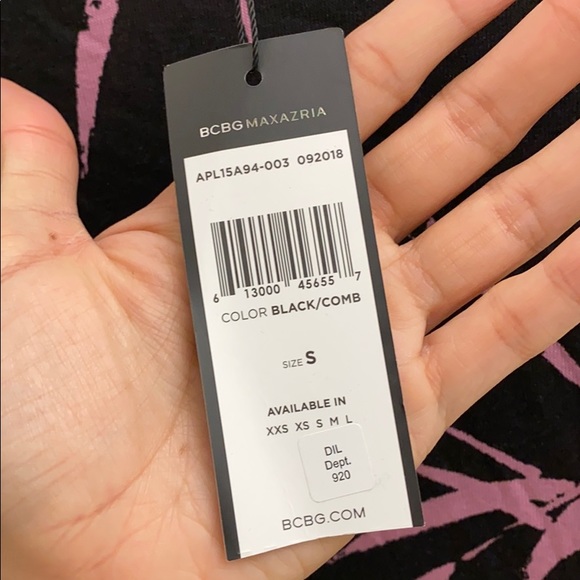 BCBGMAXAZRIA
APL15A94-003 092018
6 13000 45655 7
COLOR BLACK/COMB
SIZE S
AVAILABLE IN
XXS XS S M L
DIL
Dept.
920
BCBG.COM